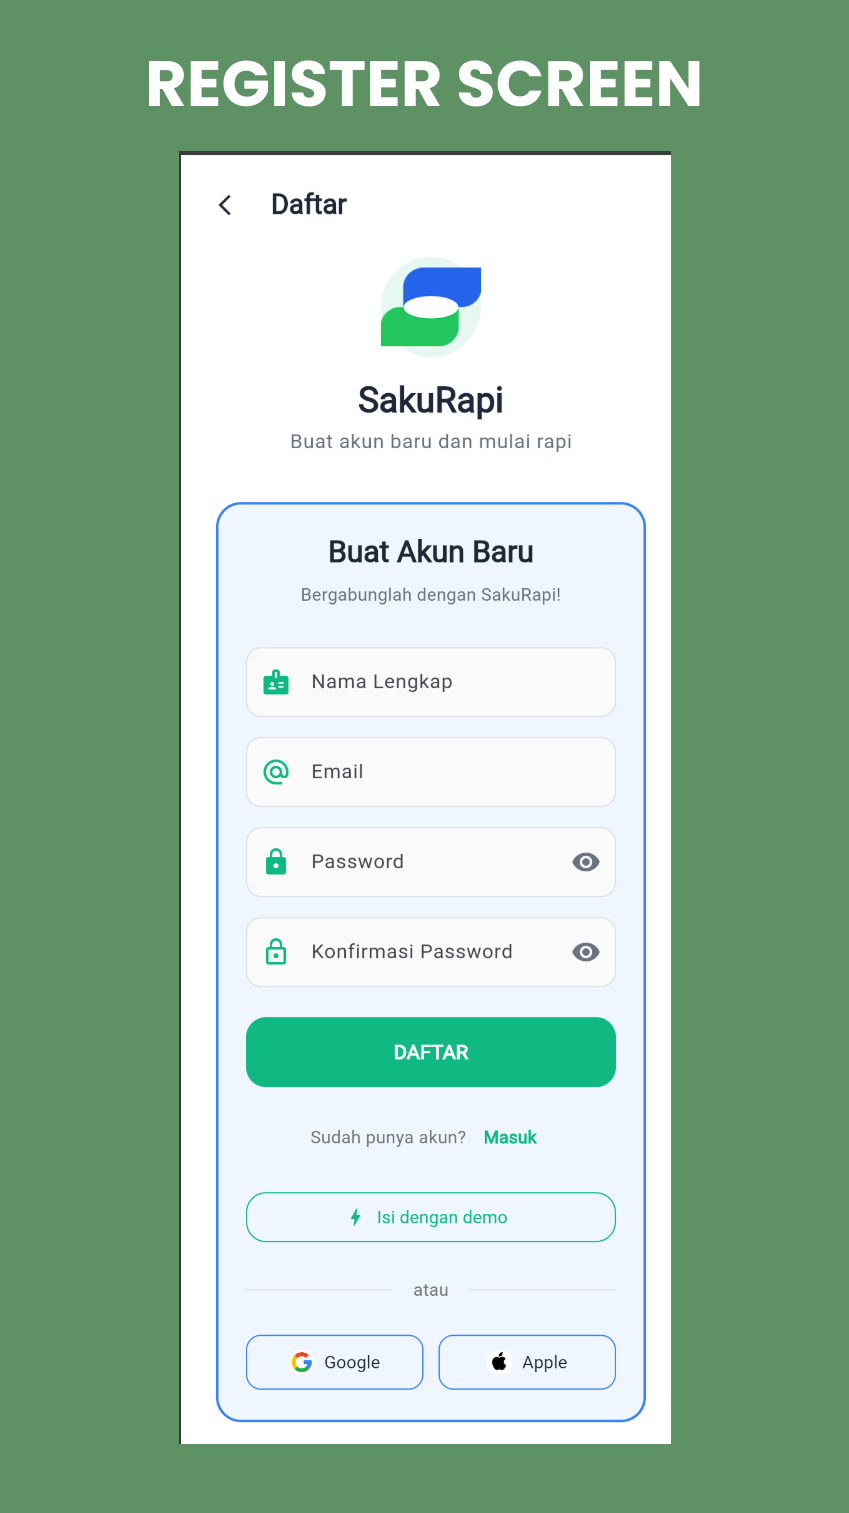 REGISTER SCREEN
Daftar
SakuRapi
Buat akun baru dan mulai rapi
Buat Akun Baru
Bergabunglah dengan SakuRapi!
Nama Lengkap
Email
Password
Konfirmasi Password
DAFTAR
Sudah punya akun? Masuk
Isi dengan demo
atau
Google Apple